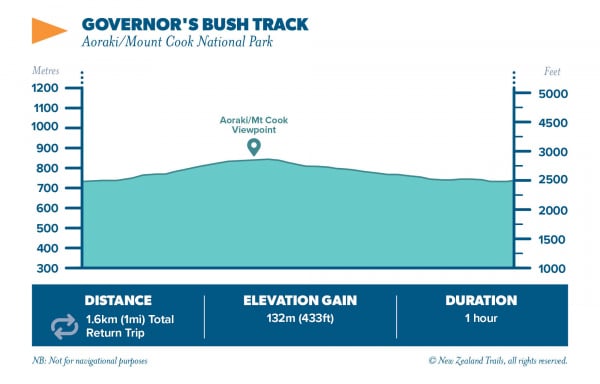 GOVERNOR'S BUSH TRACK
Aoraki/Mount Cook National Park
Metres
Feet
1200
1100
1000
900
800
700
600
500
400
300
Aoraki/Mt Cook
Viewpoint
5000
4500
3500
3000
2500
2000
1500
1000
DISTANCE
1.6km (1mi) Total
Return Trip
ELEVATION GAIN
132m (433ft)
DURATION
1 hour
NB: Not for navigational purposes
© New Zealand Trails, all rights reserved.